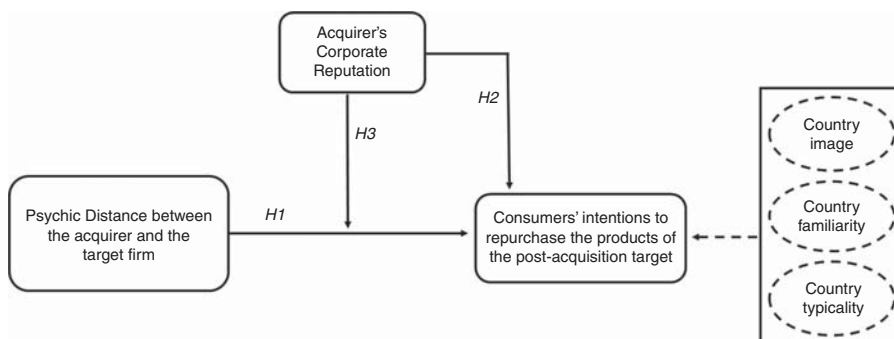 Acquirer's
Corporate
Reputation
H2
H3
Country
image
Psychic Distance between
the acquirer and the
target firm
H1
Consumers' intentions to
repurchase the products of
the post-acquisition target
Country
familiarity
Country
typicality